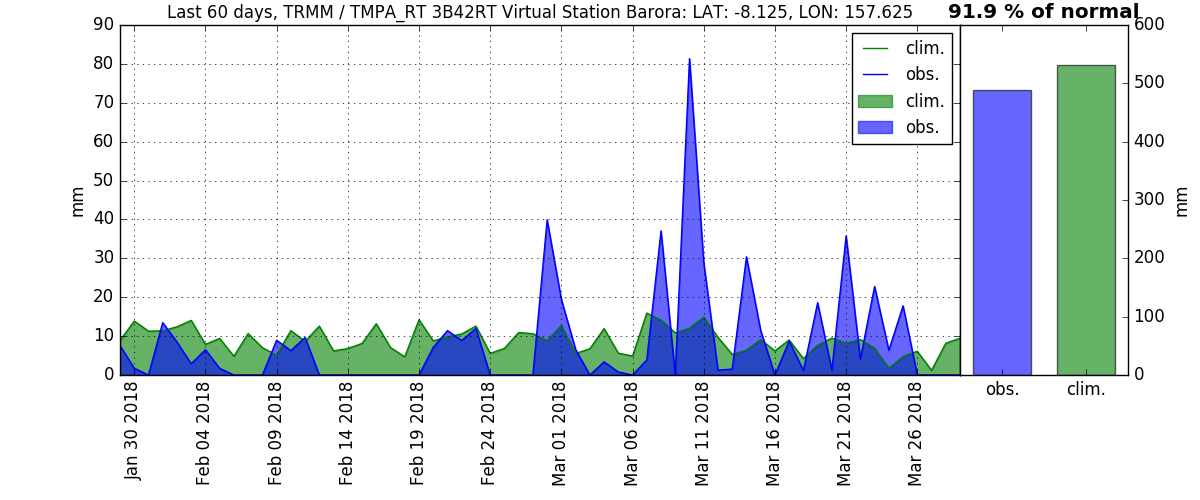 Last 60 days, TRMM / TMPA_RT 3B42RT Virtual Station Barora: LAT: -8.125, LON: 157.625
91.9 % of normal
90
80
70
60
50
40
30
20
10
0
mm
clim.
obs.
clim.
obs.
600
500
400
300
200
100
0
mm
obs.
clim.
Jan 30 2018
Feb 04 2018
Feb 09 2018
Feb 14 2018
Feb 19 2018
Feb 24 2018
Mar 01 2018
Mar 06 2018
Mar 11 2018
Mar 16 2018
Mar 21 2018
Mar 26 2018